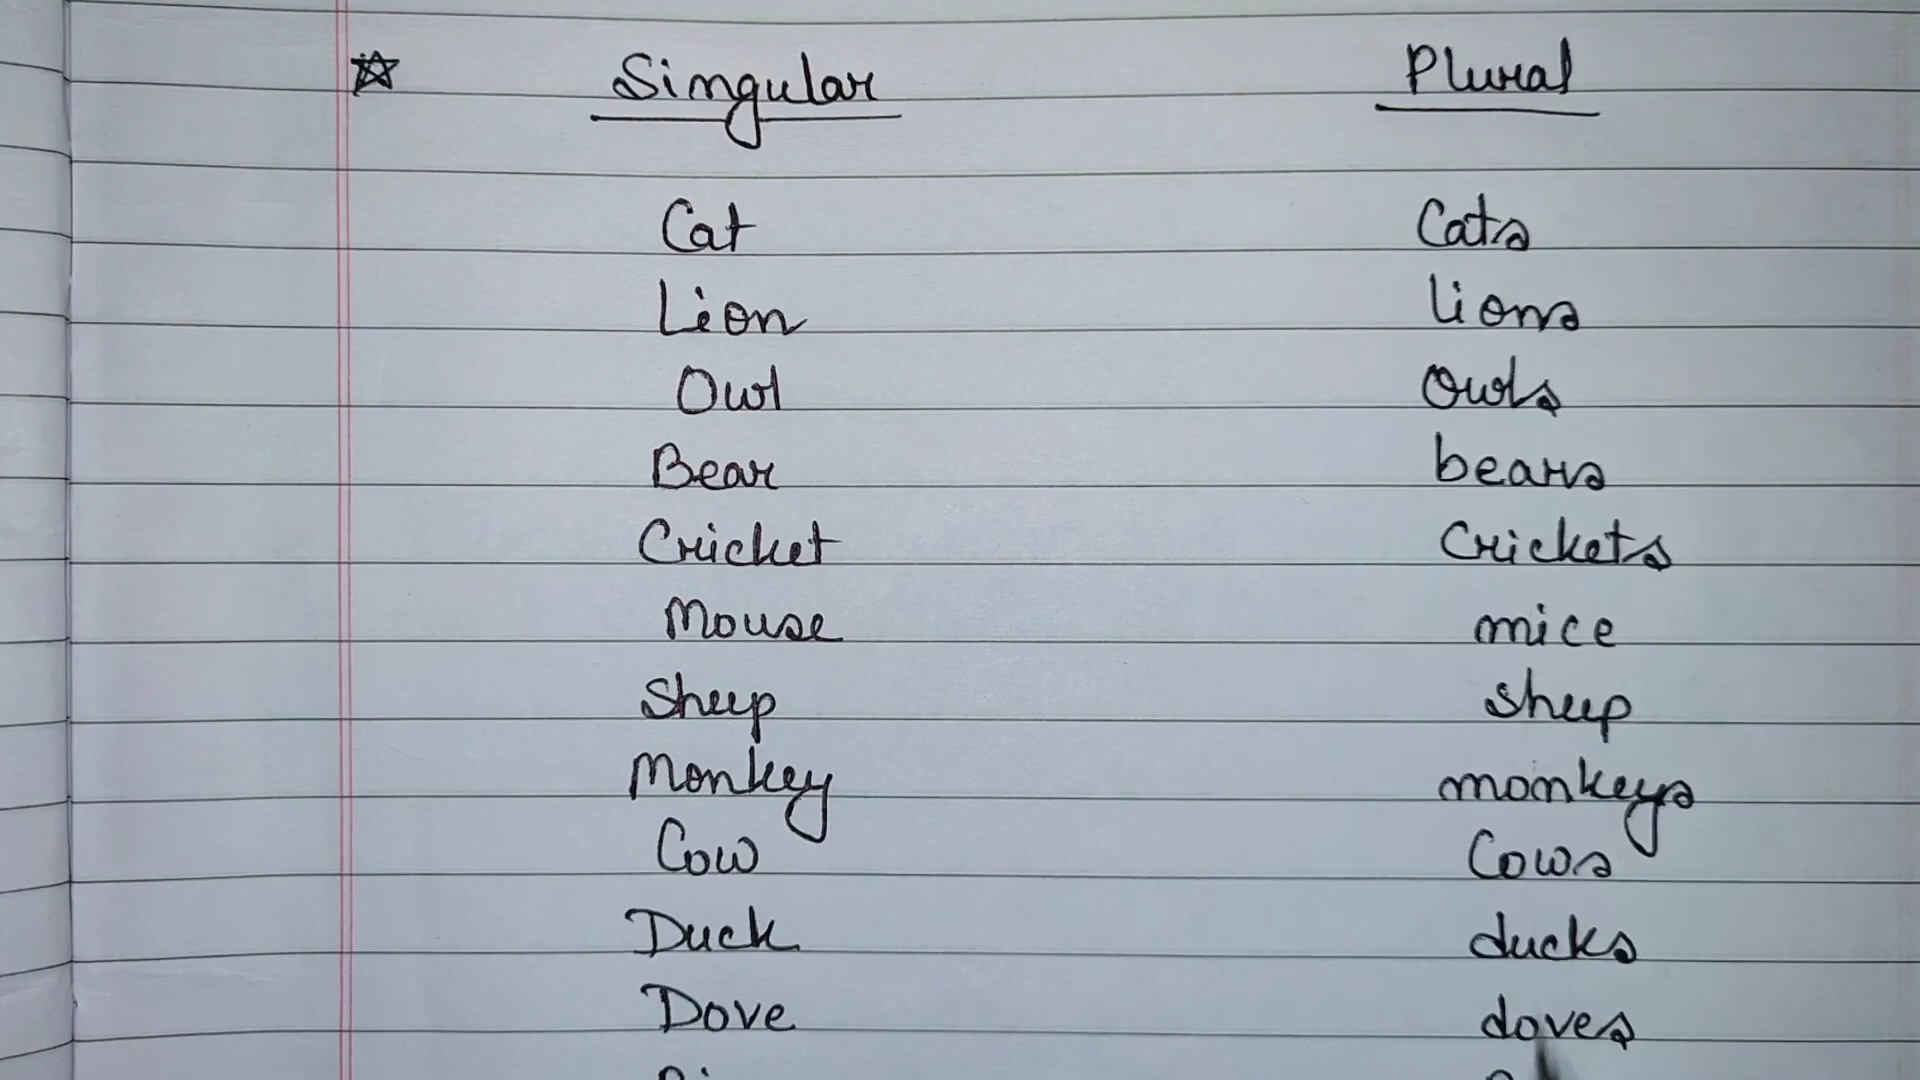 Singular Plural
Cat Cats
Lion lions
Owl Owls
Bear bears
Cricket Crickets
Mouse mice
Sheep sheep
Monkey monkeys
Cow Cows
Duck ducks
Dove doves